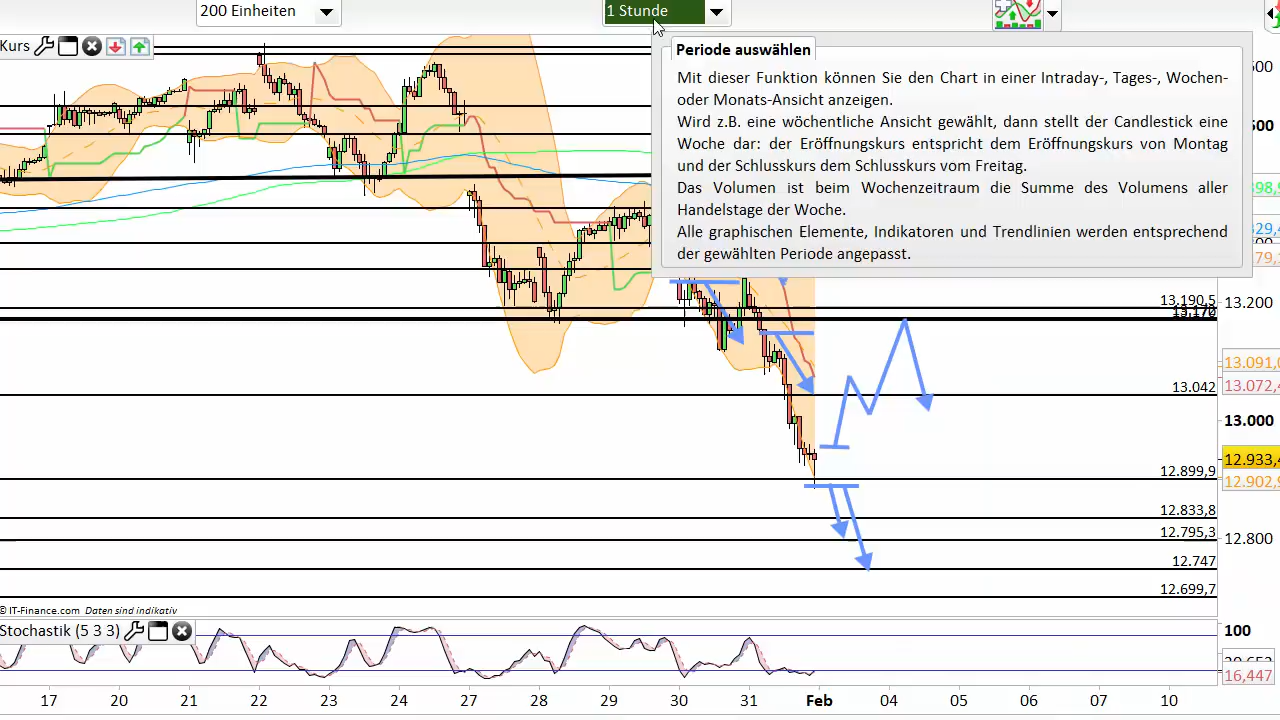 200 Einheiten
1 Stunde
Kurs
Periode auswählen
Mit dieser Funktion können Sie den Chart in einer Intraday-, Tages-, Wochen-
oder Monats-Ansicht anzeigen.
Wird z.B. eine wöchentliche Ansicht gewählt, dann stellt der Candlestick eine
Woche dar: der Eröffnungskurs entspricht dem Eröffnungskurs von Montag
und der Schlusskurs dem Schlusskurs vom Freitag.
Das Volumen ist beim Wochenzeitraum die Summe des Volumens aller
Handelstage der Woche.
Alle graphischen Elemente, Indikatoren und Trendlinien werden entsprechend
der gewählten Periode angepasst.
13.190,5
13.200
13.091,0
13.072,4
13.042
13.000
12.933,4
12.899,9
12.902,9
12.833,8
12.795,3
12.800
12.747
12.699,7
© IT-Finance.com Daten sind indikativ
Stochastik (5 3 3)
100
16,447
17 20 21 22 23 24 27 28 29 30 31 Feb 04 05 06 07 10